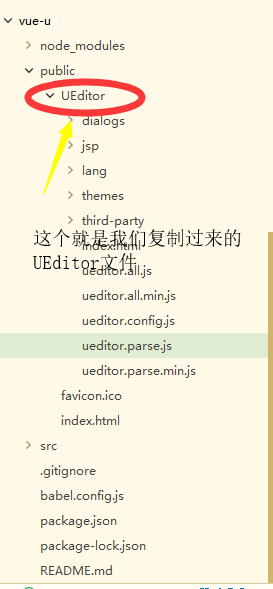 vue-u
node_modules
public
UEditor
dialogs
jsp
lang
themes
third-party
这个就是我们复制过来的
index.html
UEditor文件
ueditor.all.js
ueditor.all.min.js
ueditor.config.js
ueditor.parse.js
ueditor.parse.min.js
favicon.ico
index.html
src
.gitignore
babel.config.js
package.json
package-lock.json
README.md